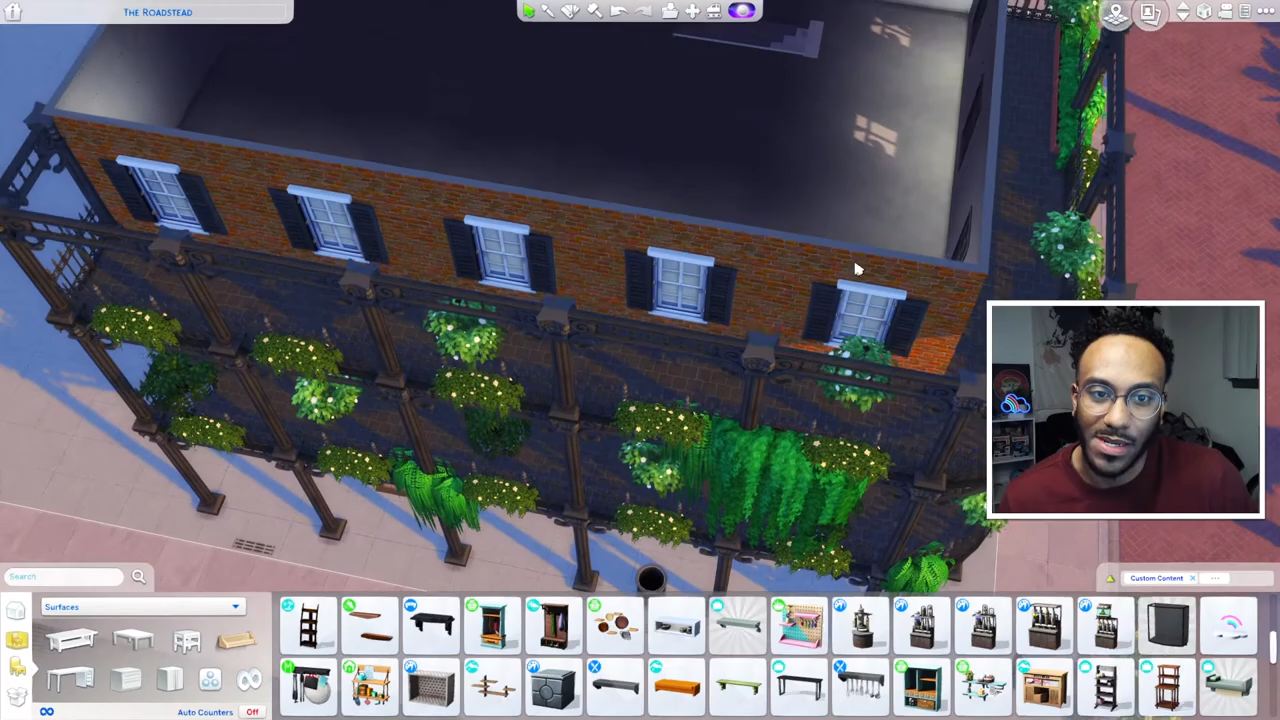 THE ROADSTEAD
Search
Custom Content
Surfaces
Auto Counters
Off